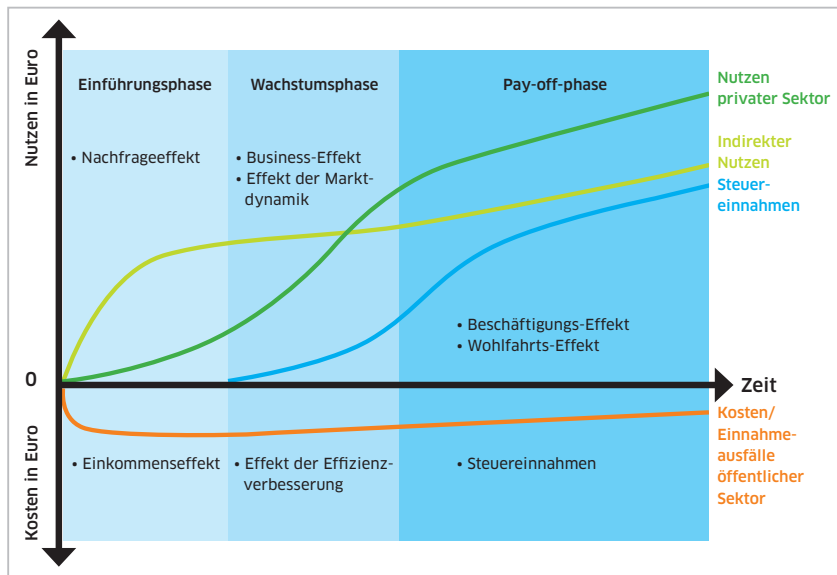 Nutzen in Euro
Kosten in Euro
0
Zeit
Einführungsphase
• Nachfrageeffekt
• Einkommenseffekt
Wachstumsphase
• Business-Effekt
• Effekt der Markt-
dynamik
• Effekt der Effizienz-
verbesserung
Pay-off-phase
• Beschäftigungs-Effekt
• Wohlfahrts-Effekt
• Steuereinnahmen
Nutzen
privater Sektor
Indirekter
Nutzen
Steuer-
einnahmen
Kosten/
Einnahme-
ausfälle
öffentlicher
Sektor